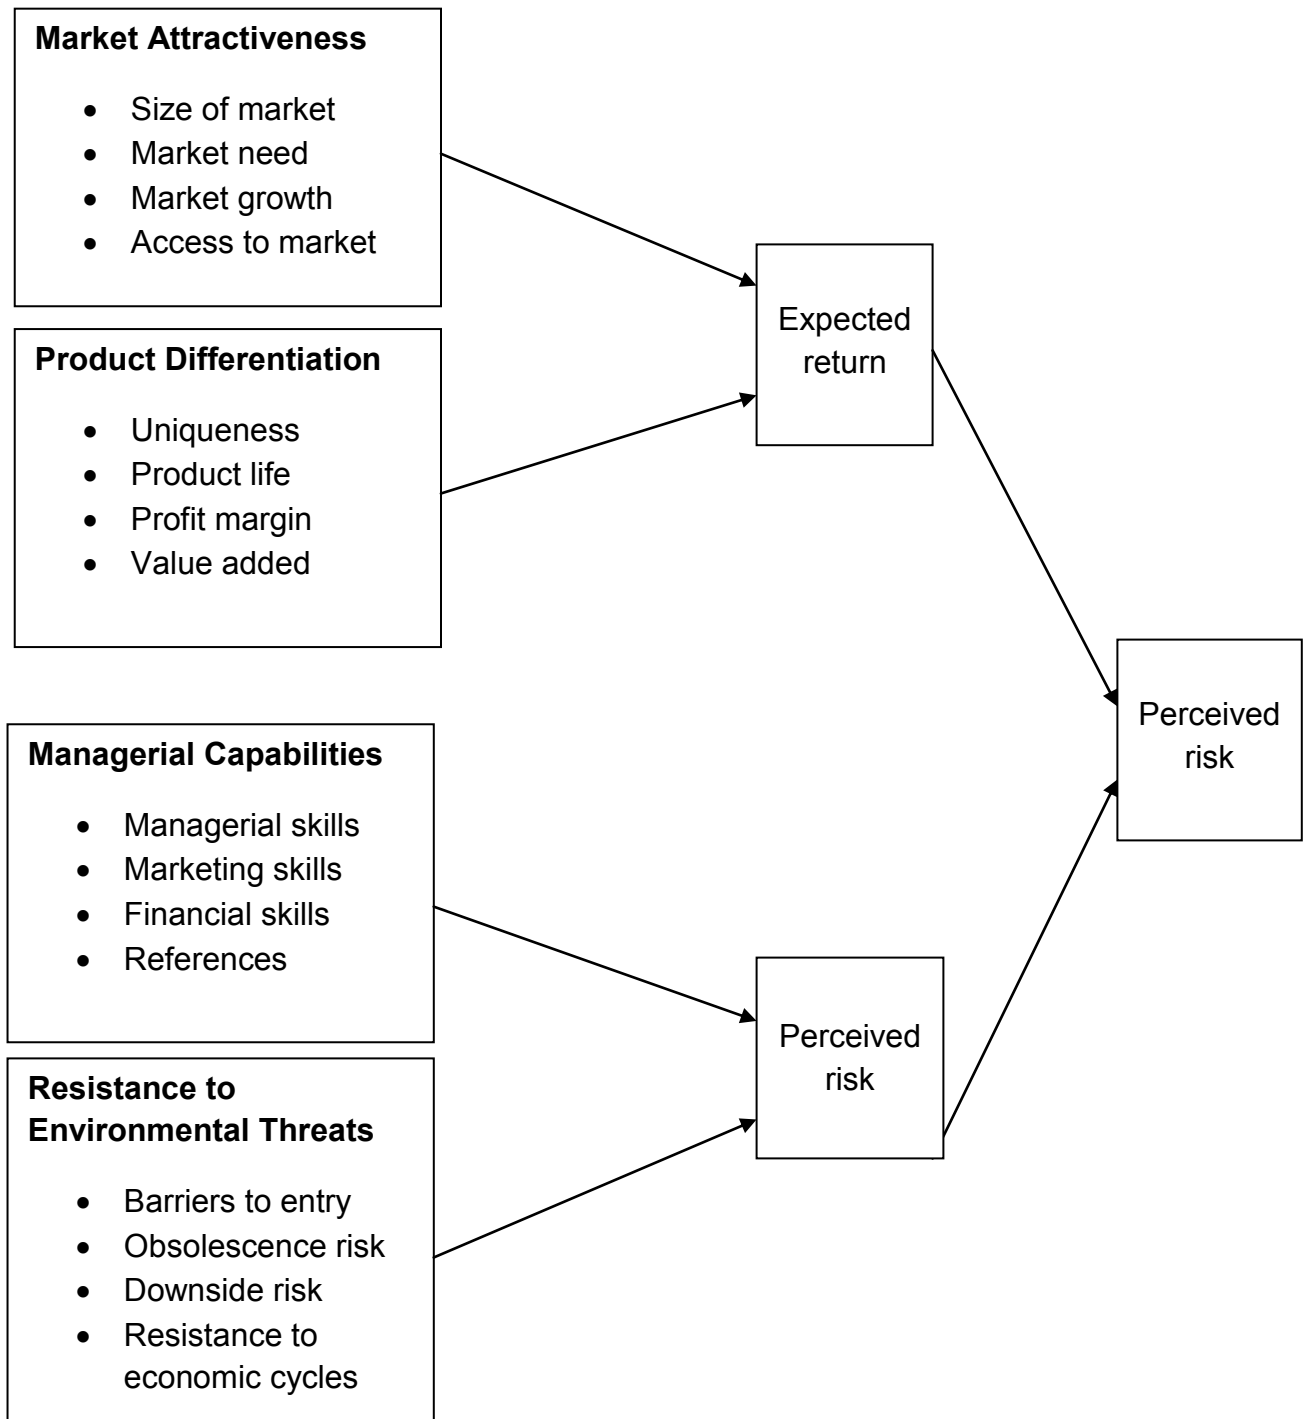 Market Attractiveness
• Size of market
• Market need
• Market growth
• Access to market
Product Differentiation
• Uniqueness
• Product life
• Profit margin
• Value added
Managerial Capabilities
• Managerial skills
• Marketing skills
• Financial skills
• References
Resistance to
Environmental Threats
• Barriers to entry
• Obsolescence risk
• Downside risk
• Resistance to
economic cycles
Expected
return
Perceived
risk
Perceived
risk